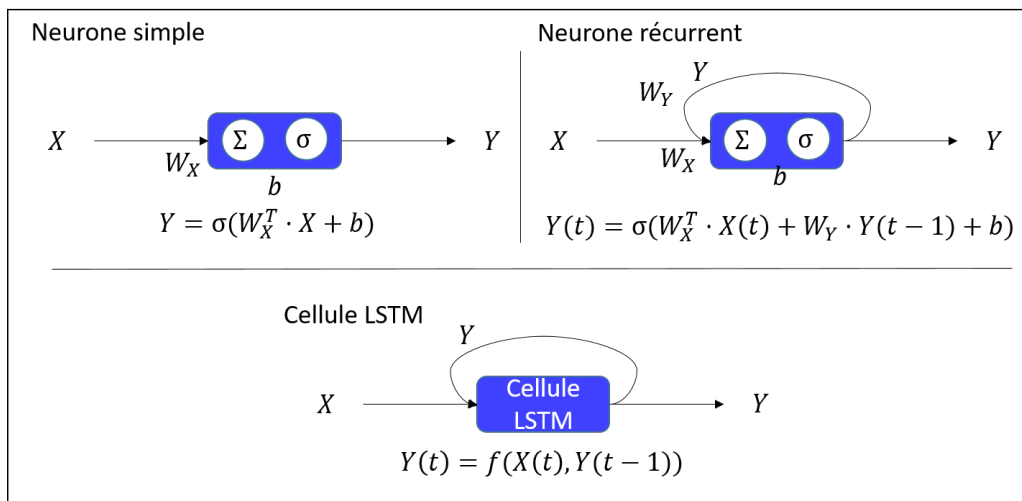 Neurone simple
X
W_X
Σ
σ
b
Y
Y = σ(W_X^T · X + b)
Neurone récurrent
Y
W_Y
X
W_X
Σ
σ
b
Y
Y(t) = σ(W_X^T · X(t) + W_Y · Y(t − 1) + b)
Cellule LSTM
Y
X
Cellule
LSTM
Y
Y(t) = f(X(t), Y(t − 1))